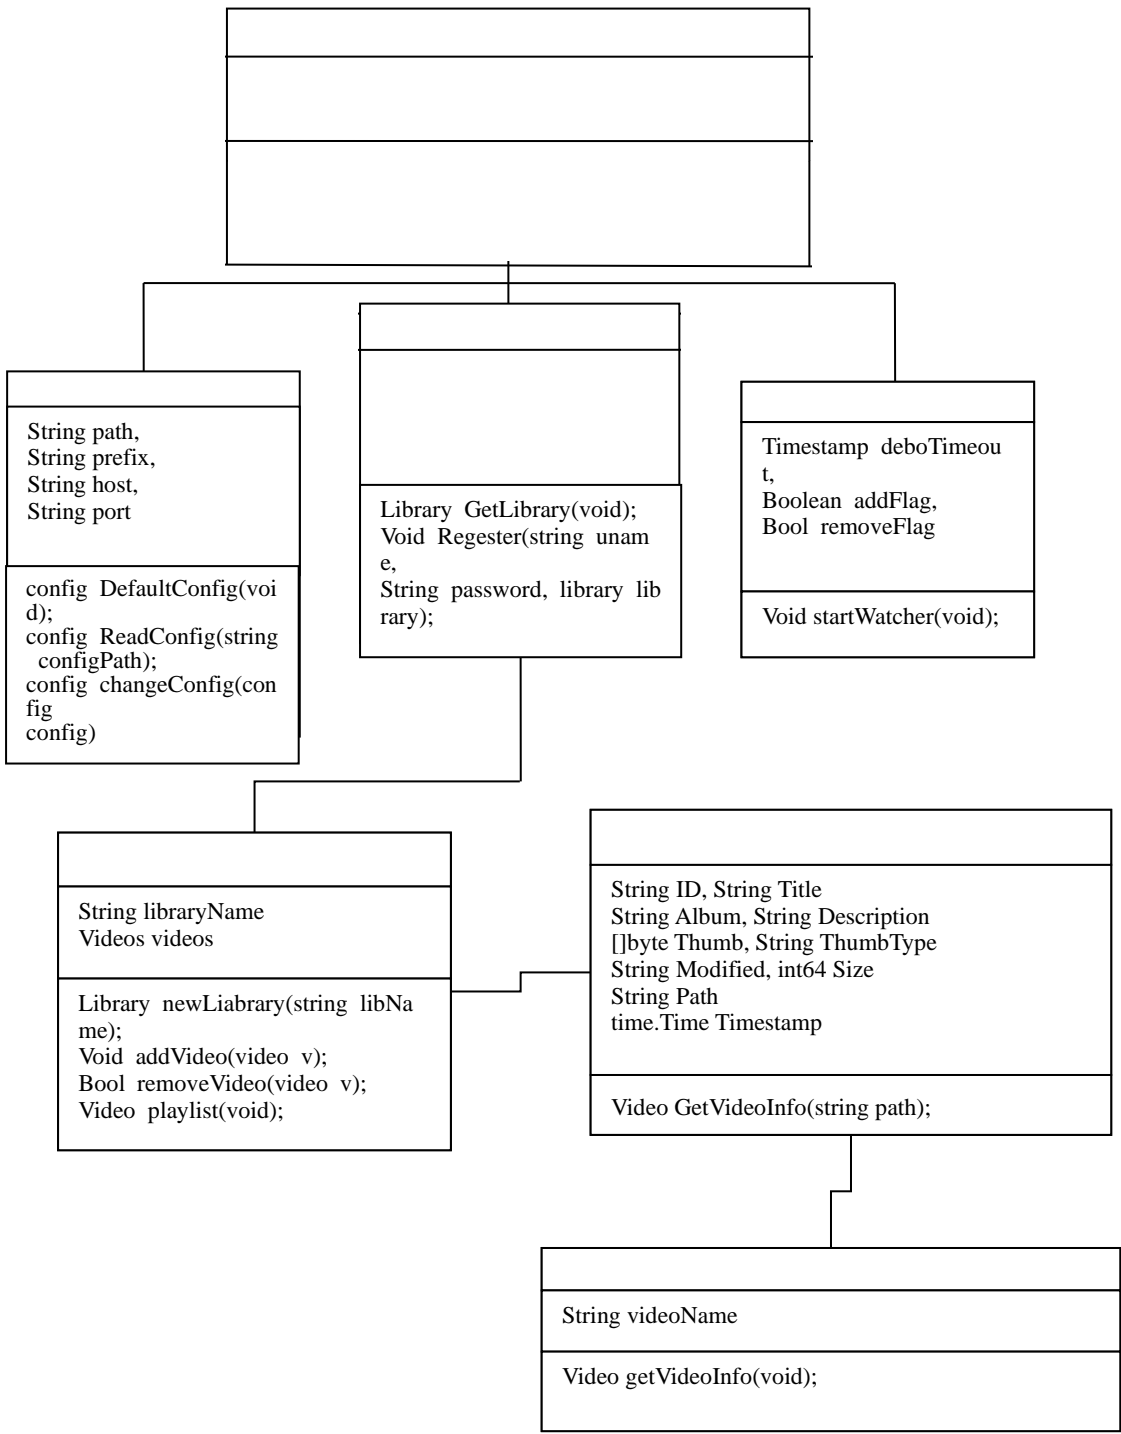 String path,
String prefix,
String host,
String port
config DefaultConfig(voi
d);
config ReadConfig(string
configPath);
config changeConfig(con
fig
config)
Library GetLibrary(void);
Void Regester(string unam
e,
String password, library lib
rary);
Timestamp deboTimeou
t,
Boolean addFlag,
Bool removeFlag
Void startWatcher(void);
String libraryName
Videos videos
Library newLiabrary(string libNa
me);
Void addVideo(video v);
Bool removeVideo(video v);
Video playlist(void);
String ID, String Title
String Album, String Description
[]byte Thumb, String ThumbType
String Modified, int64 Size
String Path
time.Time Timestamp
Video GetVideoInfo(string path);
String videoName
Video getVideoInfo(void);